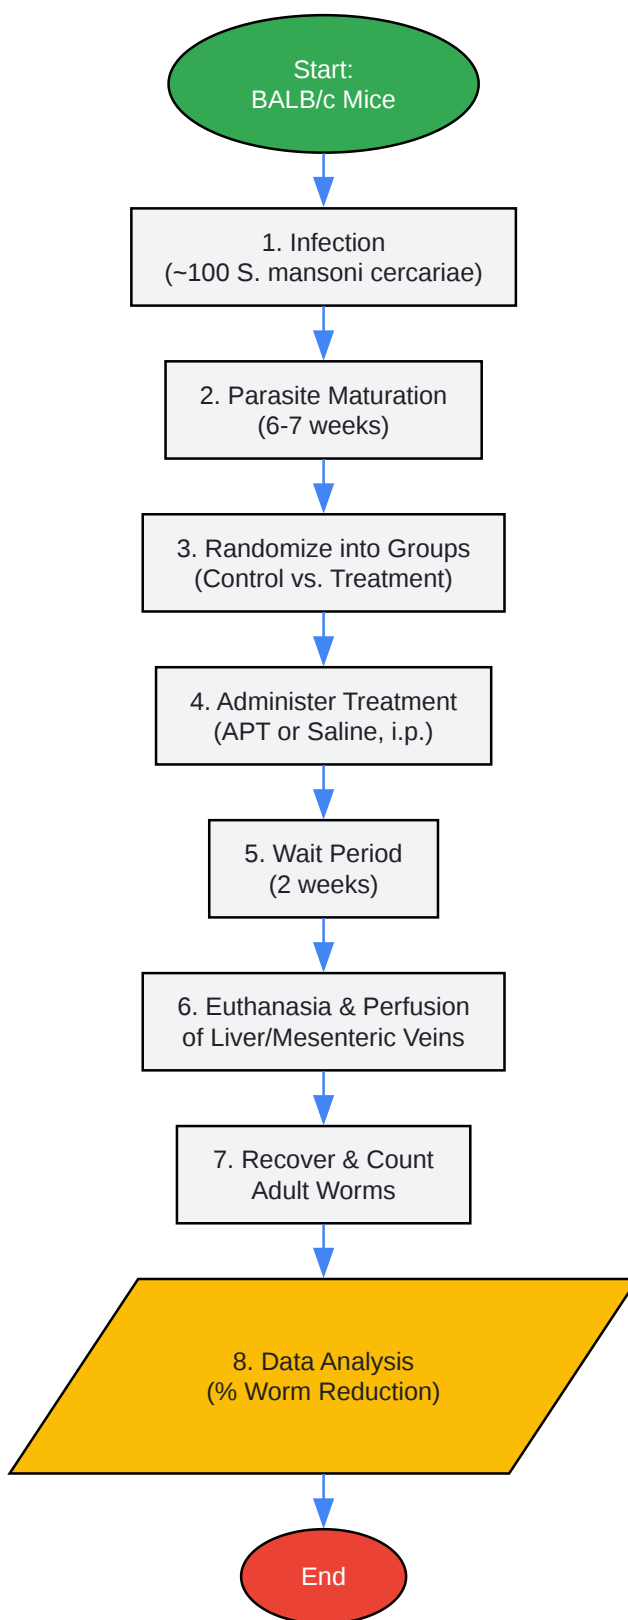 Start:
BALB/c Mice
1. Infection
(~100 S. mansoni cercariae)
2. Parasite Maturation
(6-7 weeks)
3. Randomize into Groups
(Control vs. Treatment)
4. Administer Treatment
(APT or Saline, i.p.)
5. Wait Period
(2 weeks)
6. Euthanasia & Perfusion
of Liver/Mesenteric Veins
7. Recover & Count
Adult Worms
8. Data Analysis
(% Worm Reduction)
End